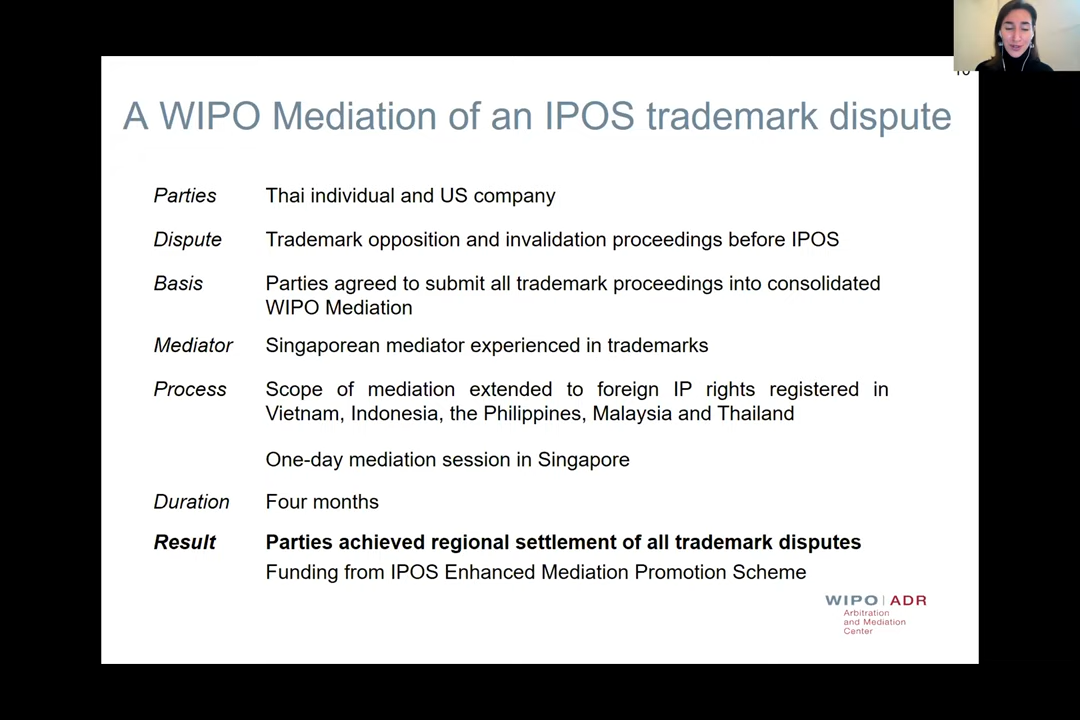 A WIPO Mediation of an IPOS trademark dispute
Parties Thai individual and US company
Dispute Trademark opposition and invalidation proceedings before IPOS
Basis Parties agreed to submit all trademark proceedings into consolidated
WIPO Mediation
Mediator Singaporean mediator experienced in trademarks
Process Scope of mediation extended to foreign IP rights registered in
Vietnam, Indonesia, the Philippines, Malaysia and Thailand
One-day mediation session in Singapore
Duration Four months
Result Parties achieved regional settlement of all trademark disputes
Funding from IPOS Enhanced Mediation Promotion Scheme
WIPO | ADR
Arbitration
and Mediation
Center